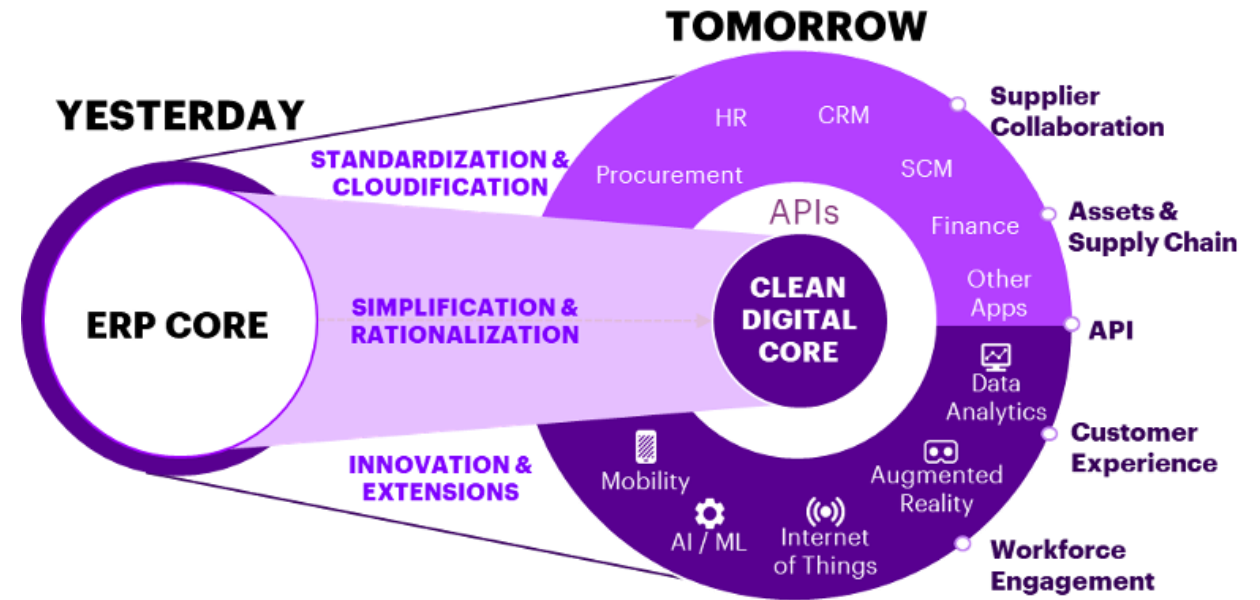 TOMORROW
YESTERDAY
STANDARDIZATION &
CLOUDIFICATION
ERP CORE
SIMPLIFICATION &
RATIONALIZATION
INNOVATION &
EXTENSIONS
HR
CRM
Procurement
SCM
Finance
Other
Apps
APIs
CLEAN
DIGITAL
CORE
Data
Analytics
Augmented
Reality
Internet
of Things
AI / ML
Mobility
Supplier
Collaboration
Assets &
Supply Chain
API
Customer
Experience
Workforce
Engagement